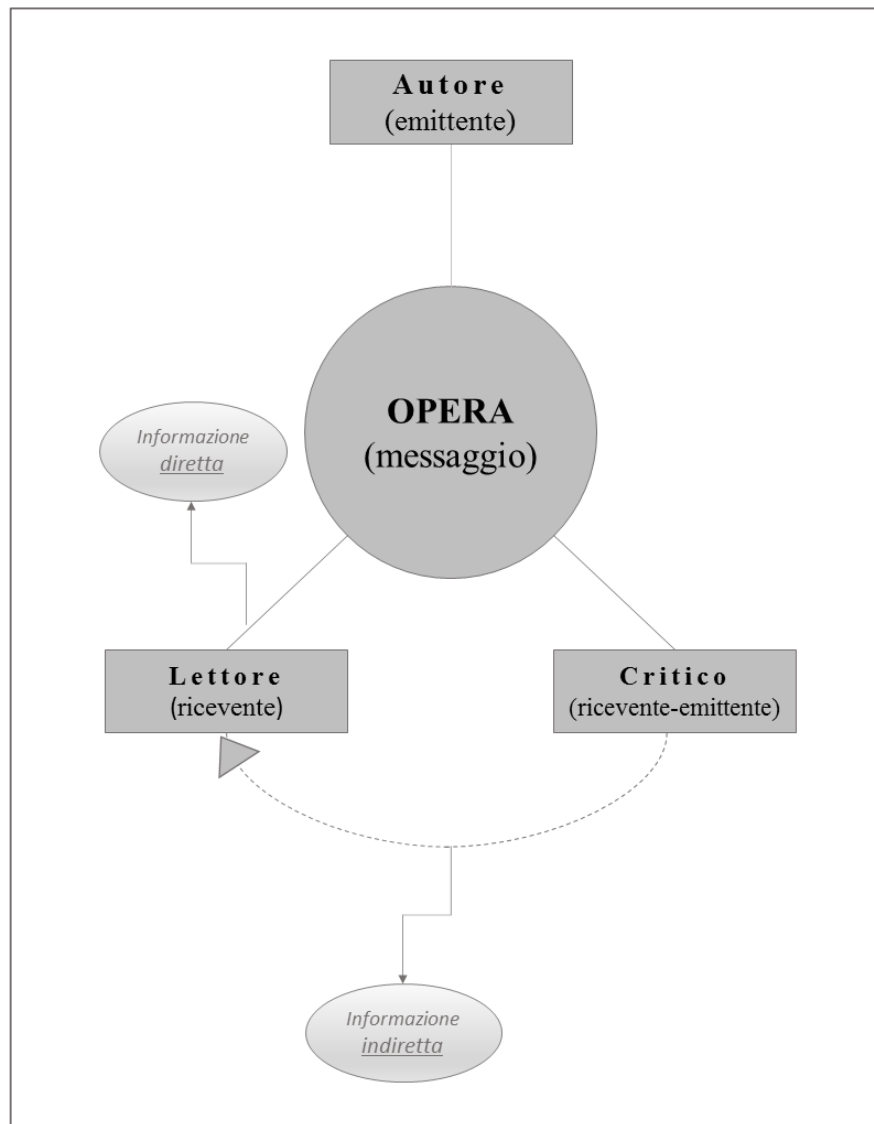 Autore
(emittente)
OPERA
(messaggio)
Informazione
diretta
Lettore
(ricevente)
Critico
(ricevente-emittente)
Informazione
indiretta